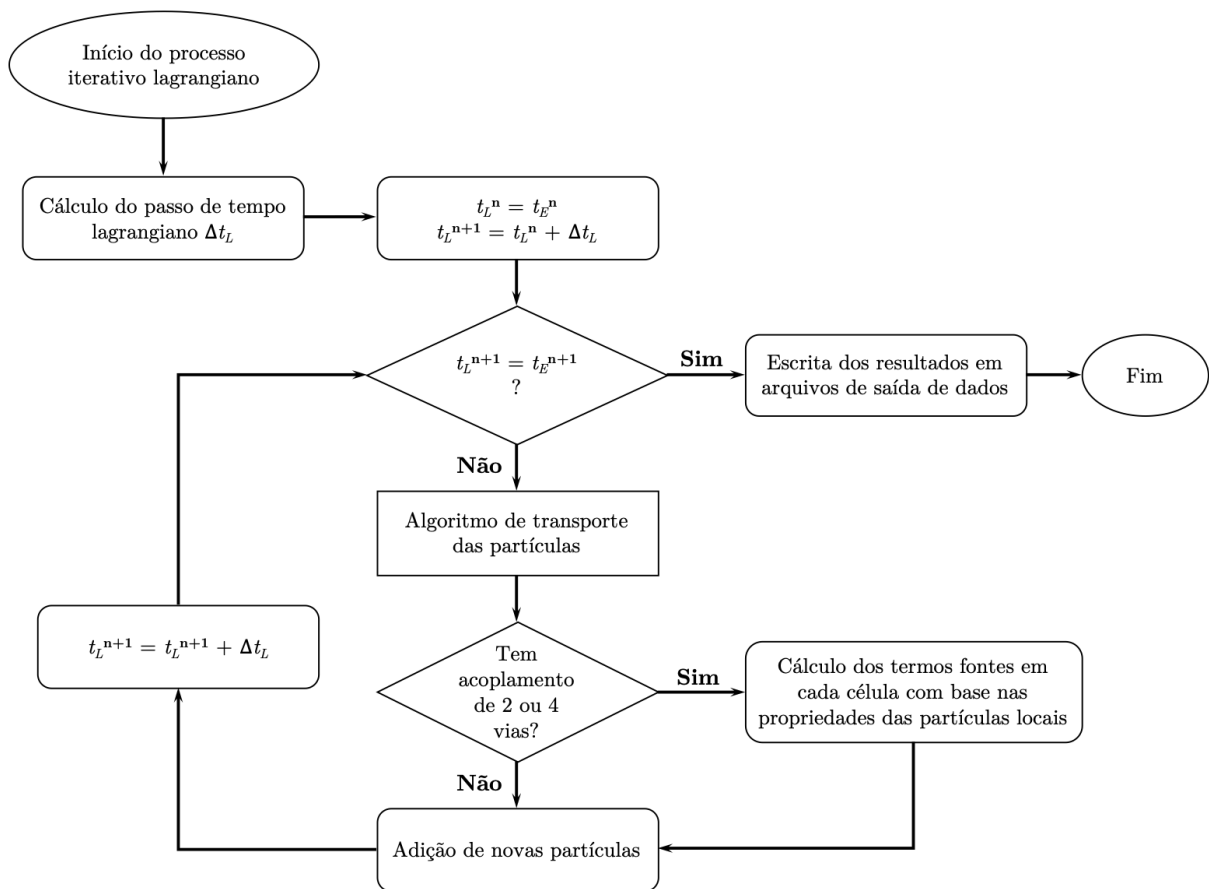 Início do processo
iterativo lagrangiano
Cálculo do passo de tempo
lagrangiano Δt_L
t_L^n = t_E^n
t_L^{n+1} = t_L^n + Δt_L
t_L^{n+1} = t_E^{n+1}
?
Sim
Escrita dos resultados em
arquivos de saída de dados
Fim
Não
Algoritmo de transporte
das partículas
Tem
acoplamento
de 2 ou 4
vias?
Sim
Cálculo dos termos fontes em
cada célula com base nas
propriedades das partículas locais
Não
Adição de novas partículas
t_L^{n+1} = t_L^{n+1} + Δt_L